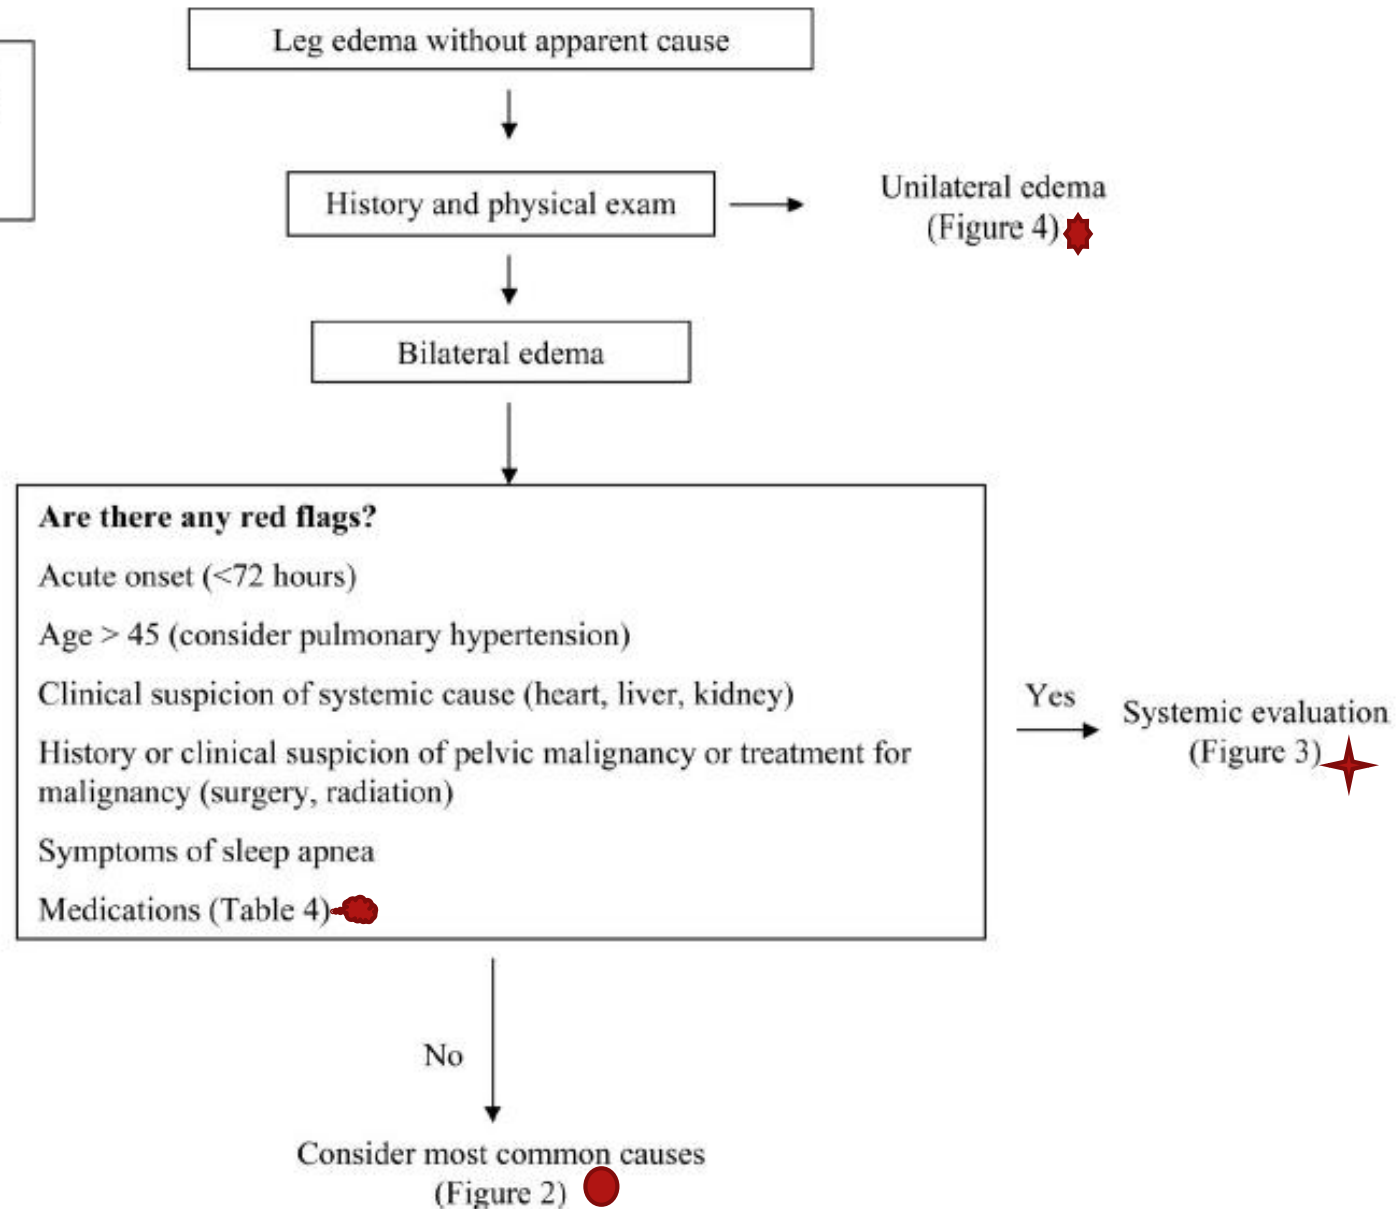 Leg edema without apparent cause
History and physical exam
Unilateral edema
(Figure 4)
Bilateral edema
Are there any red flags?
Acute onset (<72 hours)
Age > 45 (consider pulmonary hypertension)
Clinical suspicion of systemic cause (heart, liver, kidney)
History or clinical suspicion of pelvic malignancy or treatment for
malignancy (surgery, radiation)
Symptoms of sleep apnea
Medications (Table 4)
Yes
Systemic evaluation
(Figure 3)
No
Consider most common causes
(Figure 2)